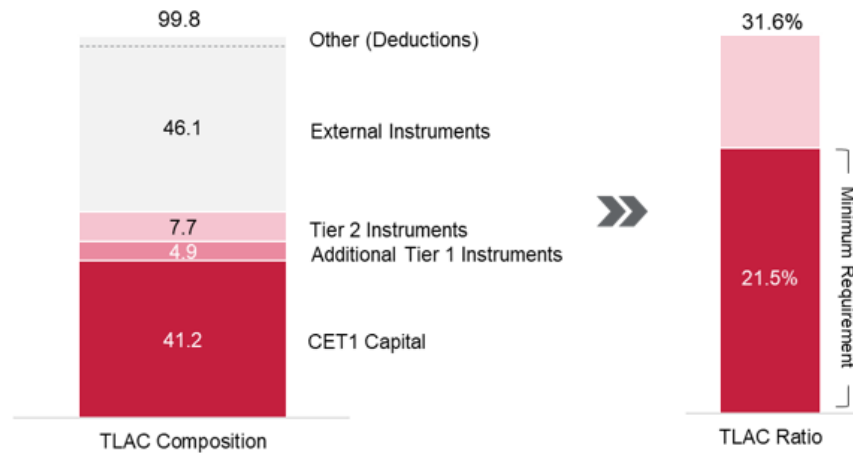 99.8
Other (Deductions)
46.1
External Instruments
7.7
Tier 2 Instruments
4.9
Additional Tier 1 Instruments
41.2
CET1 Capital
TLAC Composition
31.6%
21.5%
Minimum Requirement
TLAC Ratio